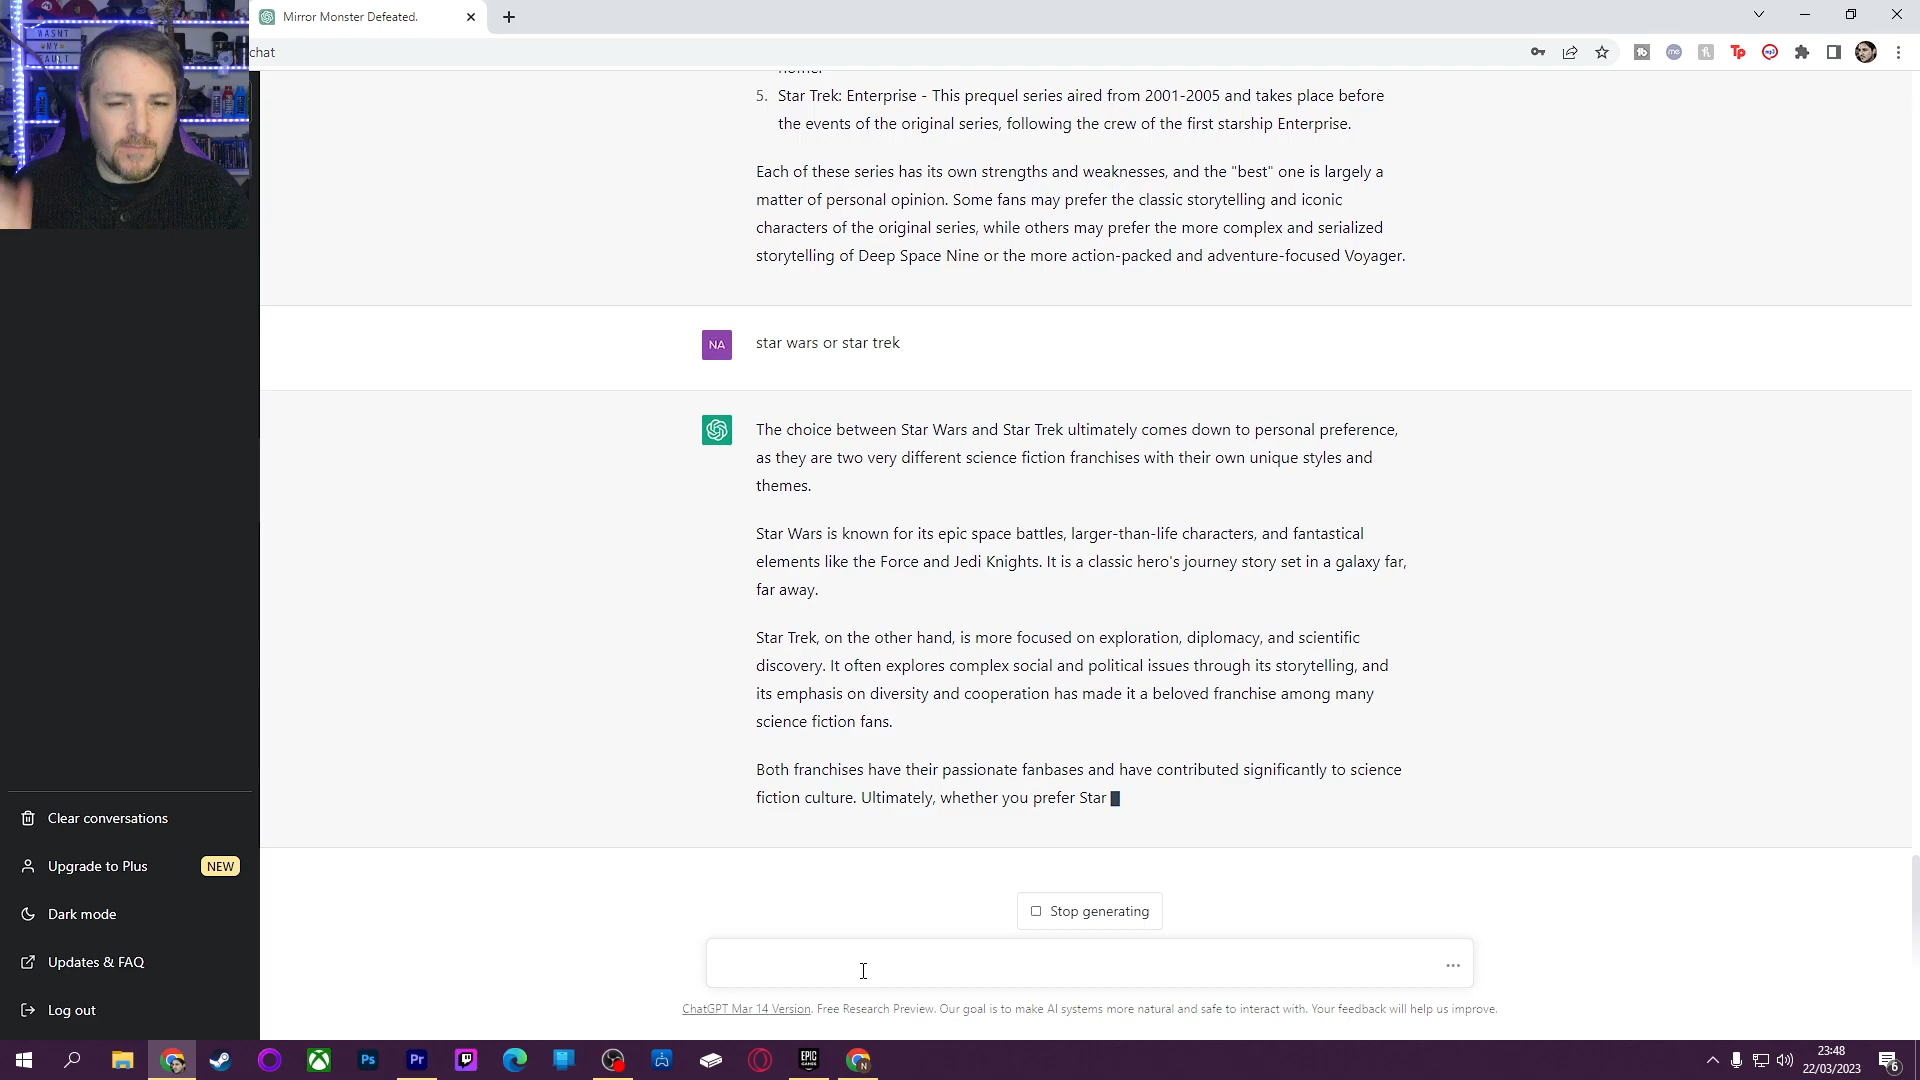 WASNT
MY
FAULT
Mirror Monster Defeated.
chat
5. Star Trek: Enterprise - This prequel series aired from 2001-2005 and takes place before
the events of the original series, following the crew of the first starship Enterprise.
Each of these series has its own strengths and weaknesses, and the "best" one is largely a
matter of personal opinion. Some fans may prefer the classic storytelling and iconic
characters of the original series, while others may prefer the more complex and serialized
storytelling of Deep Space Nine or the more action-packed and adventure-focused Voyager.
NA
star wars or star trek
The choice between Star Wars and Star Trek ultimately comes down to personal preference,
as they are two very different science fiction franchises with their own unique styles and
themes.
Star Wars is known for its epic space battles, larger-than-life characters, and fantastical
elements like the Force and Jedi Knights. It is a classic hero's journey story set in a galaxy far,
far away.
Star Trek, on the other hand, is more focused on exploration, diplomacy, and scientific
discovery. It often explores complex social and political issues through its storytelling, and
its emphasis on diversity and cooperation has made it a beloved franchise among many
science fiction fans.
Both franchises have their passionate fanbases and have contributed significantly to science
fiction culture. Ultimately, whether you prefer Star
Clear conversations
Upgrade to Plus NEW
Dark mode
Updates & FAQ
Log out
Stop generating
ChatGPT Mar 14 Version. Free Research Preview. Our goal is to make AI systems more natural and safe to interact with. Your feedback will help us improve.
Ps
Pr
EPIC
GAMES
N
23:48
22/03/2023
6